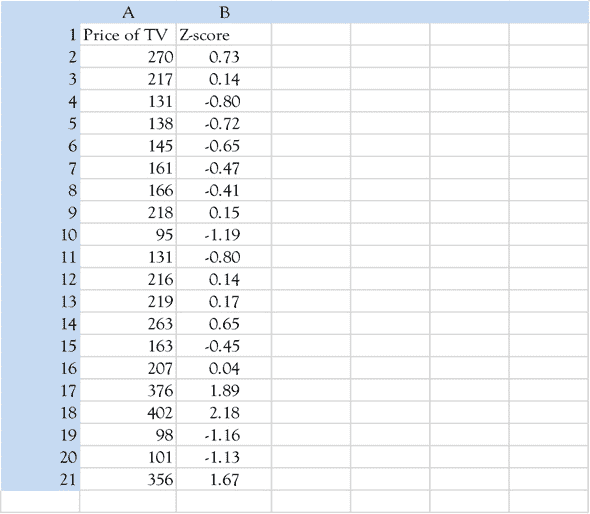 A B
1 Price of TV Z-score
2 270 0.73
3 217 0.14
4 131 -0.80
5 138 -0.72
6 145 -0.65
7 161 -0.47
8 166 -0.41
9 218 0.15
10 95 -1.19
11 131 -0.80
12 216 0.14
13 219 0.17
14 263 0.65
15 163 -0.45
16 207 0.04
17 376 1.89
18 402 2.18
19 98 -1.16
20 101 -1.13
21 356 1.67